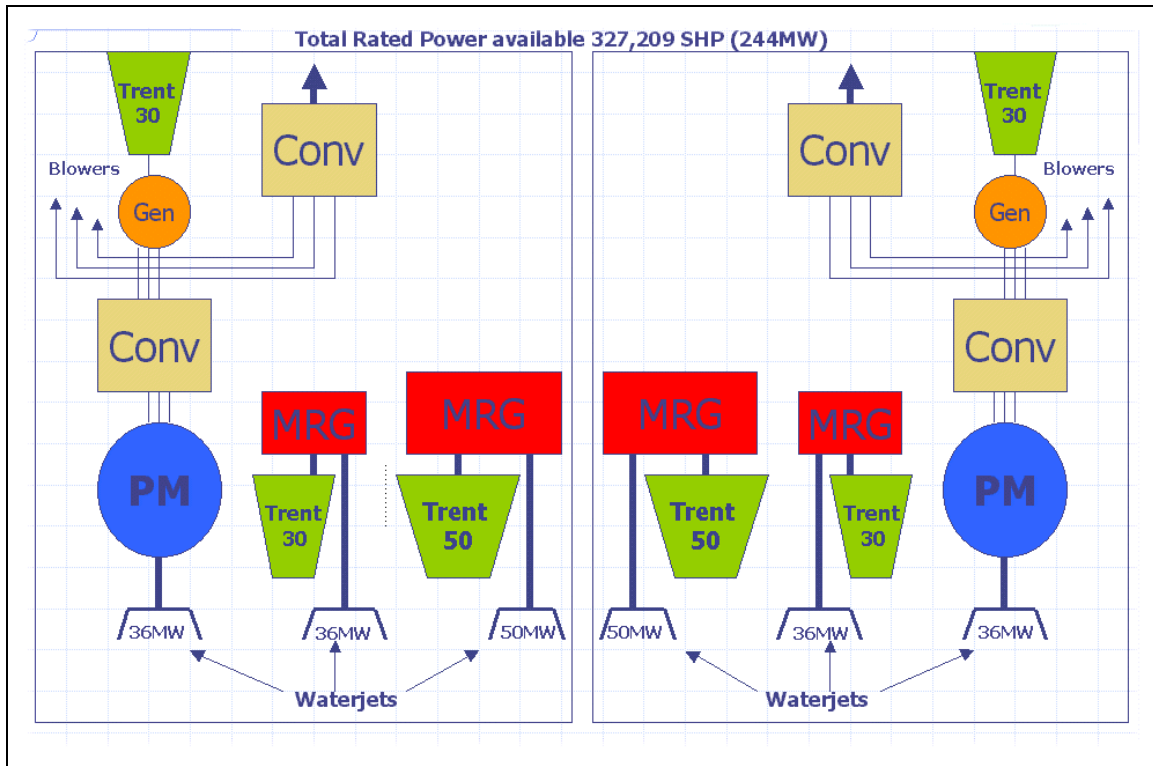 Total Rated Power available 327,209 SHP (244MW)
Trent
30
Conv
Blowers
Gen
Conv
MRG
MRG
PM
Trent
30
Trent
50
36MW
36MW
50MW
Waterjets
Trent
30
Conv
Blowers
Gen
Conv
MRG
MRG
PM
Trent
50
Trent
30
50MW
36MW
36MW
Waterjets